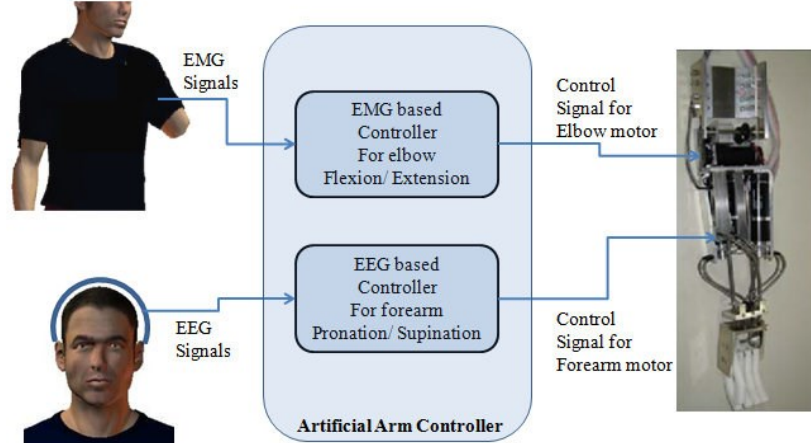 EMG
Signals
EMG based
Controller
For elbow
Flexion/ Extension
Control
Signal for
Elbow motor
EEG
Signals
EEG based
Controller
For forearm
Pronation/ Supination
Control
Signal for
Forearm motor
Artificial Arm Controller